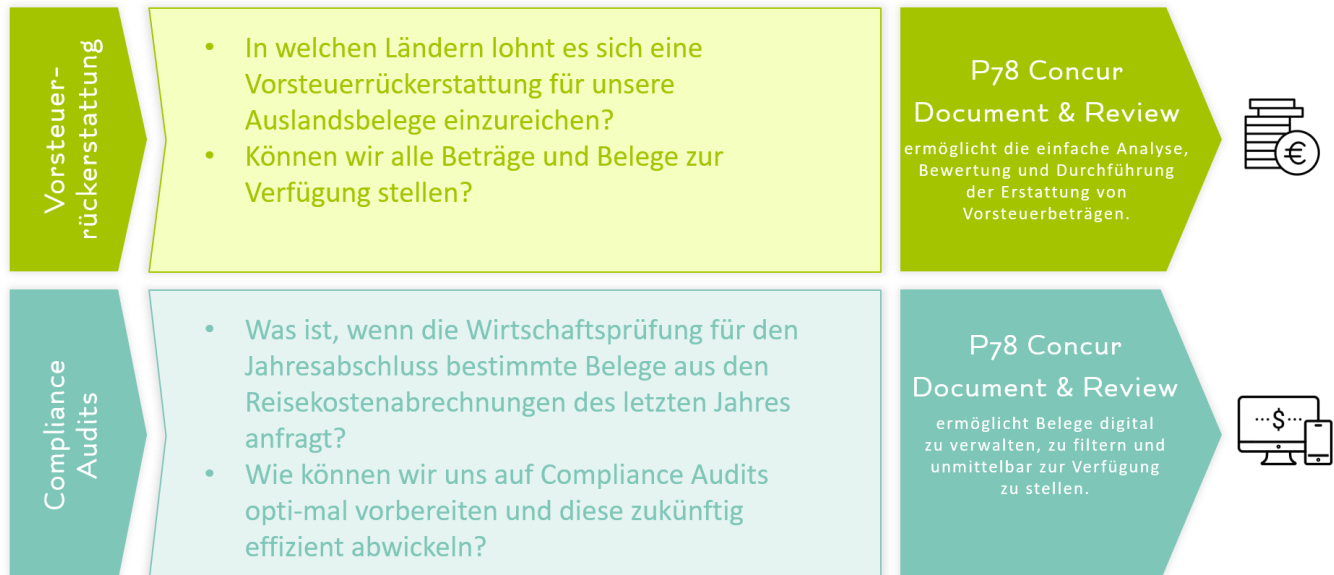 Vorsteuer-
rückerstattung
• In welchen Ländern lohnt es sich eine
Vorsteuerrückerstattung für unsere
Auslandsbelege einzureichen?
• Können wir alle Beträge und Belege zur
Verfügung stellen?
P78 Concur
Document & Review
ermöglicht die einfache Analyse,
Bewertung und Durchführung
der Erstattung von
Vorsteuerbeträgen.
€
Compliance
Audits
• Was ist, wenn die Wirtschaftsprüfung für den
Jahresabschluss bestimmte Belege aus den
Reisekostenabrechnungen des letzten Jahres
anfragt?
• Wie können wir uns auf Compliance Audits
opti-mal vorbereiten und diese zukünftig
effizient abwickeln?
P78 Concur
Document & Review
ermöglicht Belege digital
zu verwalten, zu filtern und
unmittelbar zur Verfügung
zu stellen.
···$···